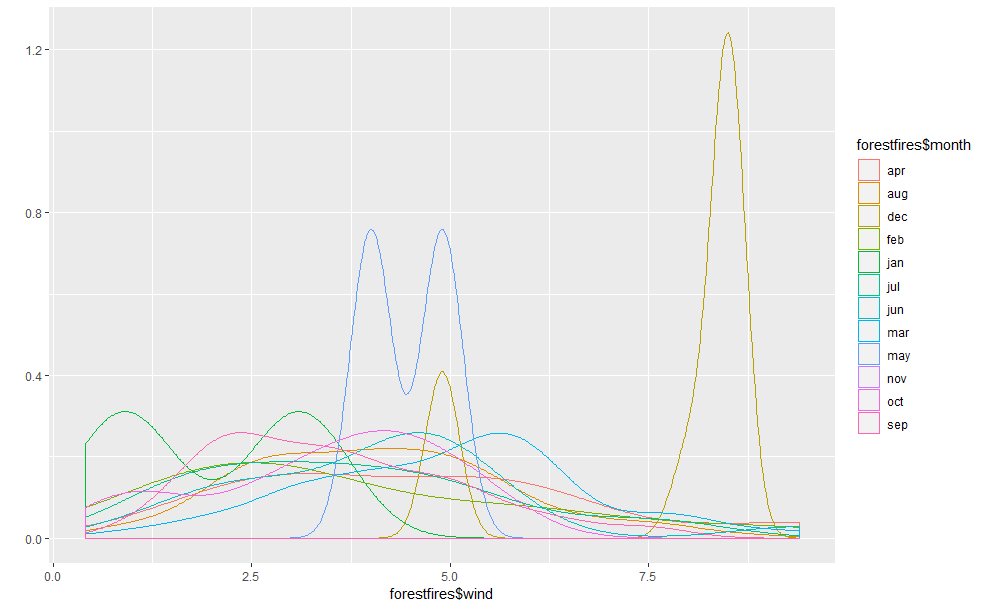 1.2
0.8
0.4
0.0
0.0 2.5 5.0 7.5
forestfires$wind
forestfires$month
apr
aug
dec
feb
jan
jul
jun
mar
may
nov
oct
sep